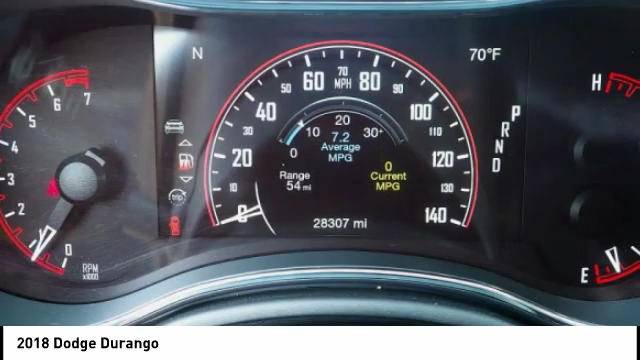 N
70°F
7
6
5
4
3
2
0
RPM
x1000
0
10
20
30
40
50
60
70
MPH
80
90
100
110
120
130
140
0
10
20
30+
7.2
Average
MPG
Range
54 mi
0
Current
MPG
28307 mi
P
R
N
D
trip
H
E
2018 Dodge Durango